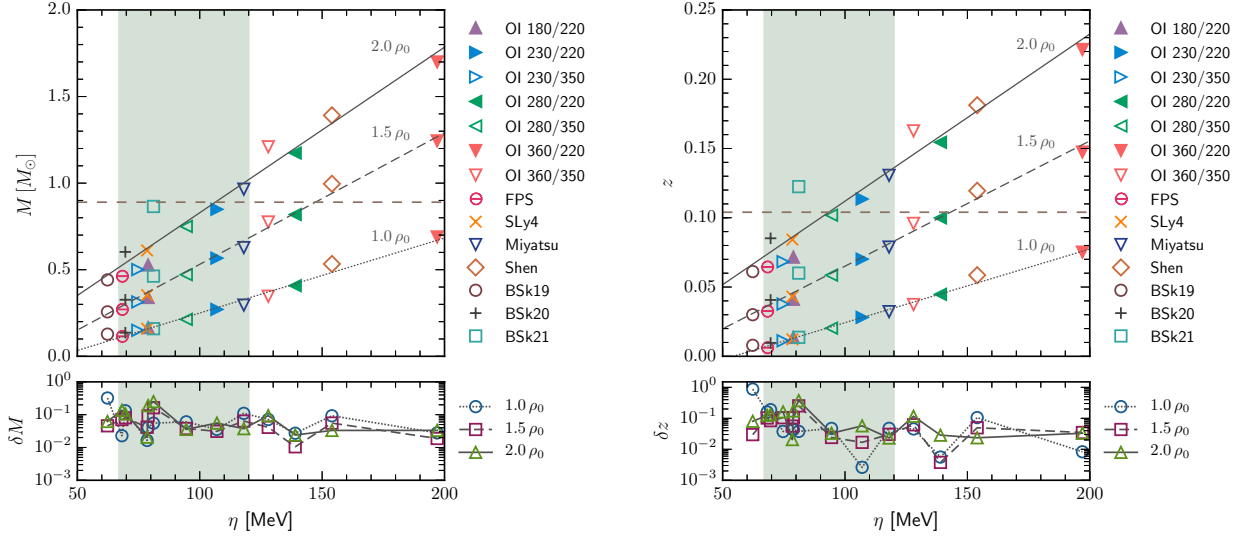 2.0
1.5
1.0
0.5
0.0
M [M⊙]
2.0 ρ0
1.5 ρ0
1.0 ρ0
OI 180/220
OI 230/220
OI 230/350
OI 280/220
OI 280/350
OI 360/220
OI 360/350
FPS
SLy4
Miyatsu
Shen
BSk19
BSk20
BSk21
10^0
10^−1
10^−2
10^−3
δM
1.0 ρ0
1.5 ρ0
2.0 ρ0
50 100 150 200
η [MeV]
0.25
0.20
0.15
0.10
0.05
0.00
z
2.0 ρ0
1.5 ρ0
1.0 ρ0
OI 180/220
OI 230/220
OI 230/350
OI 280/220
OI 280/350
OI 360/220
OI 360/350
FPS
SLy4
Miyatsu
Shen
BSk19
BSk20
BSk21
10^0
10^−1
10^−2
10^−3
δz
1.0 ρ0
1.5 ρ0
2.0 ρ0
50 100 150 200
η [MeV]